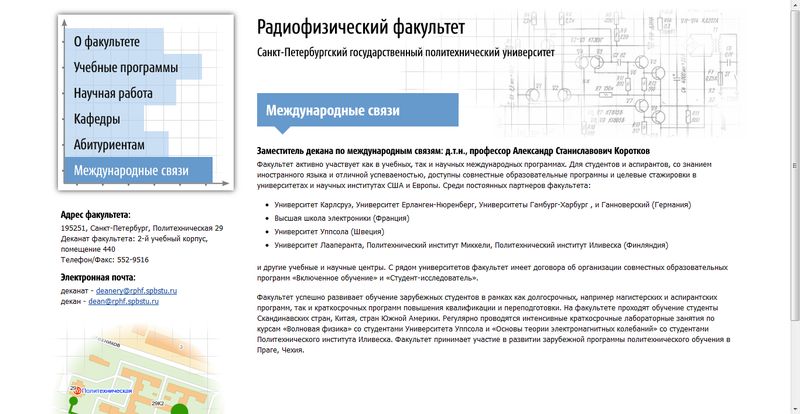 О факультете
Учебные программы
Научная работа
Кафедры
Абитуриентам
Международные связи
Адрес факультета:
195251, Санкт-Петербург, Политехническая 29
Деканат факультета: 2-й учебный корпус,
помещение 440
Телефон/Факс: 552-9516
Электронная почта:
деканат - deanery@rphf.spbstu.ru
декан - dean@rphf.spbstu.ru
29
Политехническая
29К2
Радиофизический факультет
Санкт-Петербургский государственный политехнический университет
Международные связи
Заместитель декана по международным связям: д.т.н., профессор Александр Станиславович Коротков
Факультет активно участвует как в учебных, так и научных международных программах. Для студентов и аспирантов, со знанием
иностранного языка и отличной успеваемостью, доступны совместные образовательные программы и целевые стажировки в
университетах и научных институтах США и Европы. Среди постоянных партнеров факультета:
Университет Карлсруэ, Университет Ерланген-Нюренберг, Университеты Гамбург-Харбург , и Ганноверский (Германия)
Высшая школа электроники (Франция)
Университет Уппсола (Швеция)
Университет Лааперанта, Политехнический институт Миккели, Политехнический институт Иливеска (Финляндия)
и другие учебные и научные центры. С рядом университетов факультет имеет договора об организации совместных образовательных
программ «Включенное обучение» и «Студент-исследователь».
Факультет успешно развивает обучение зарубежных студентов в рамках как долгосрочных, например магистерских и аспирантских
программ, так и краткосрочных программ повышения квалификации и переподготовки. На факультете проходят обучение студенты
Скандинавских стран, Китая, стран Южной Америки. Регулярно проводятся интенсивные краткосрочные лабораторные занятия по
курсам «Волновая физика» со студентами Университета Уппсола и «Основы теории электромагнитных колебаний» со студентами
Политехнического института Иливеска. Факультет принимает участие в развитии зарубежной программы политехнического обучения в
Праге, Чехия.